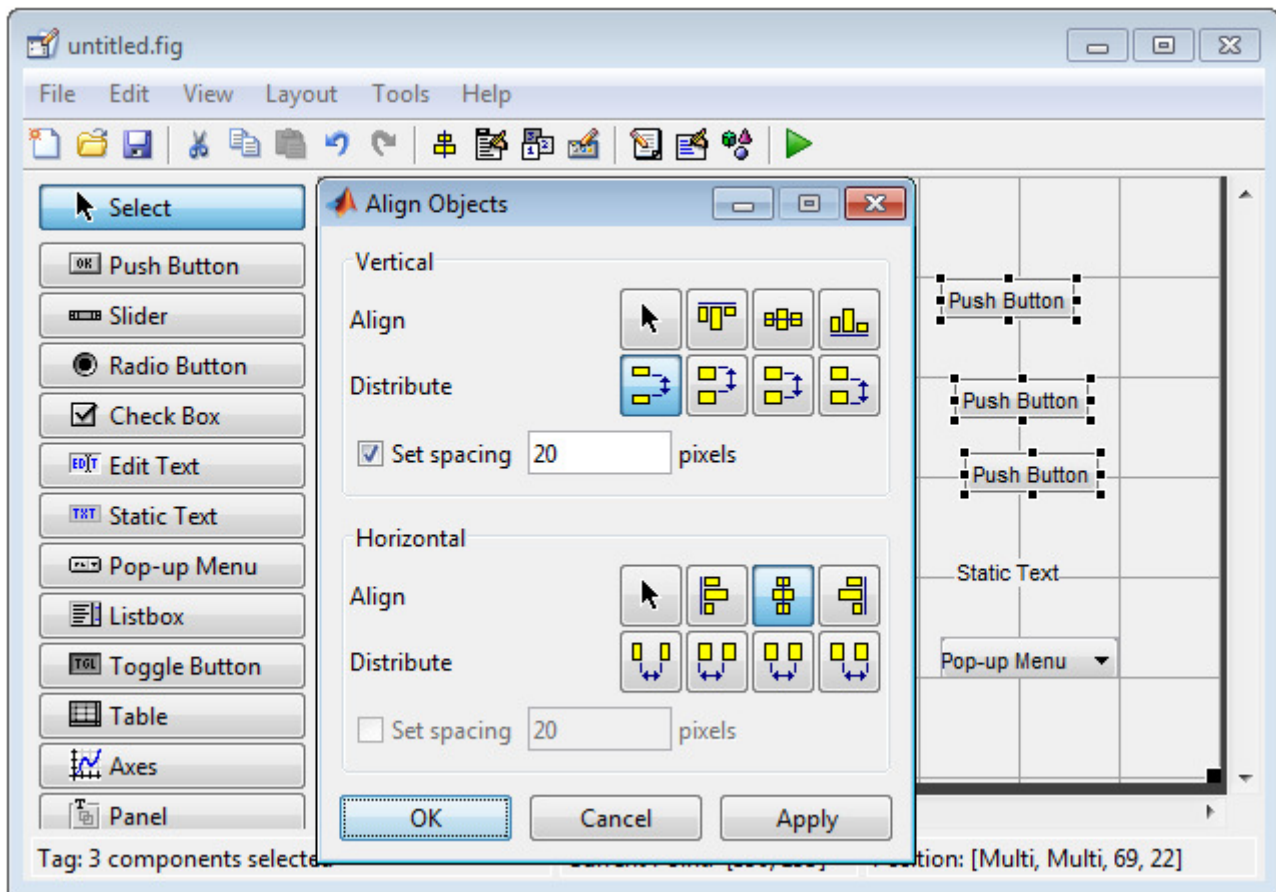 untitled.fig
File Edit View Layout Tools Help
Select
Push Button
Slider
Radio Button
Check Box
Edit Text
Static Text
Pop-up Menu
Listbox
Toggle Button
Table
Axes
Panel
Align Objects
Vertical
Align
Distribute
Set spacing 20 pixels
Horizontal
Align
Distribute
Set spacing 20 pixels
OK Cancel Apply
Push Button
Push Button
Push Button
Static Text
Pop-up Menu
Tag: 3 components selecte Position: [Multi, Multi, 69, 22]